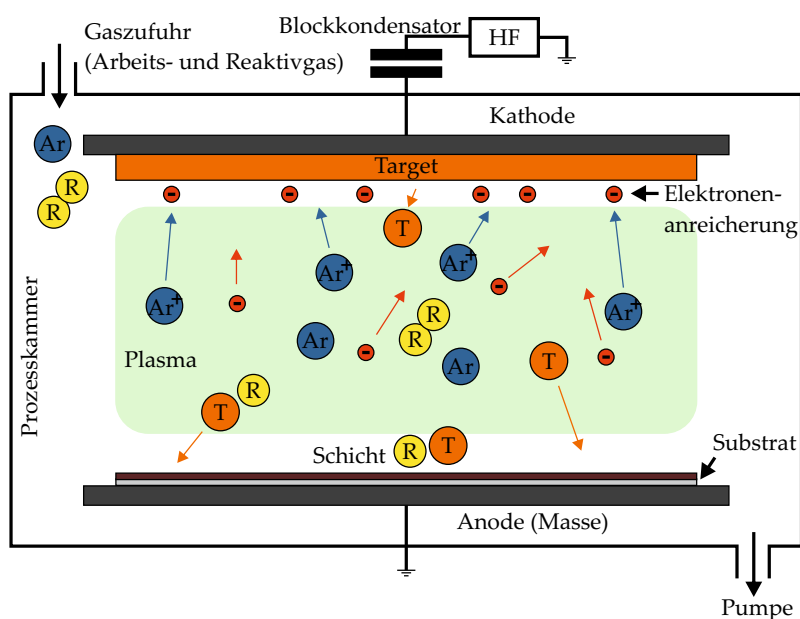 Blockkondensator
Gaszufuhr
(Arbeits- und Reaktivgas)
HF
Kathode
Ar
Target
R
R
Elektronen-
anreicherung
T
Ar+
Ar+
Ar+
Ar+
R
R
Ar
Ar
Plasma
T
Prozesskammer
R
T
R
T
Schicht
Substrat
Anode (Masse)
Pumpe